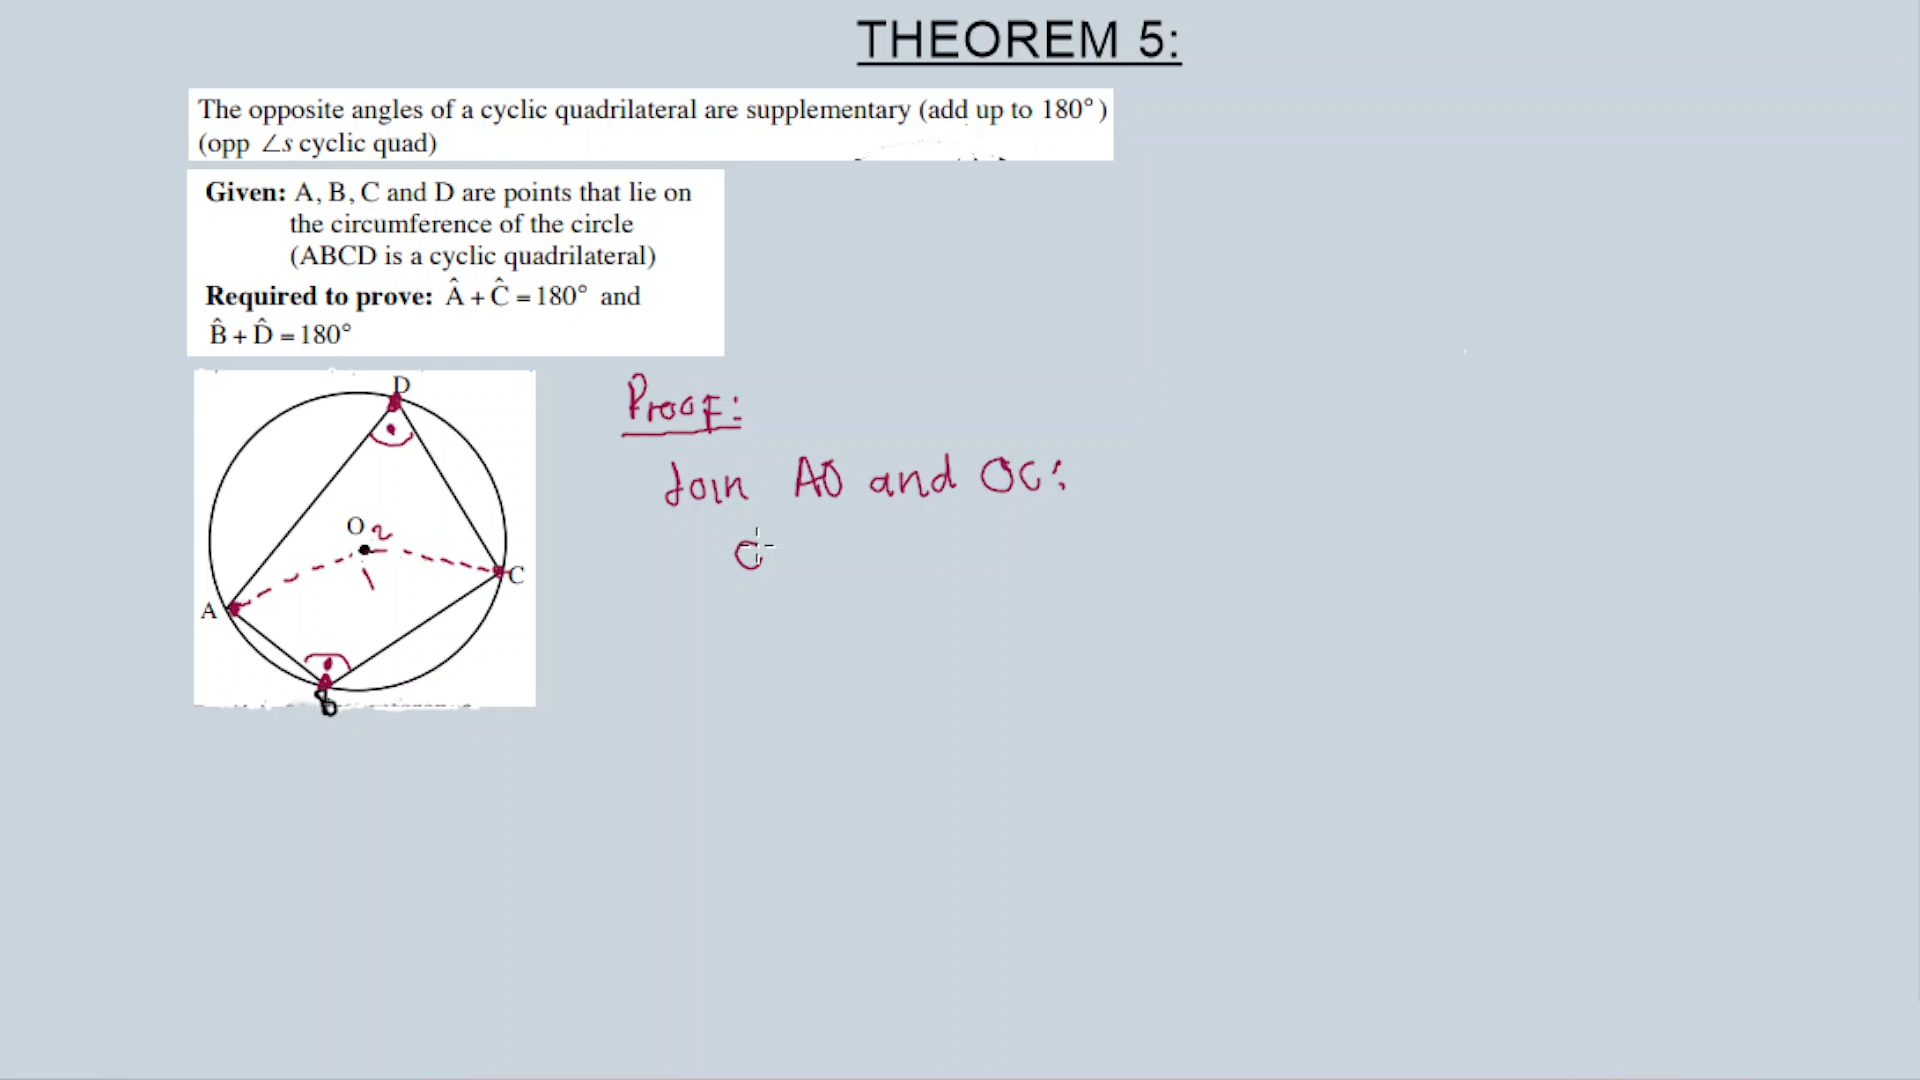 THEOREM 5:
The opposite angles of a cyclic quadrilateral are supplementary (add up to 180°)
(opp ∠s cyclic quad)
Given: A, B, C and D are points that lie on
the circumference of the circle
(ABCD is a cyclic quadrilateral)
Required to prove: Â + Ĉ = 180° and
B̂ + D̂ = 180°
Proof:
Join AO and OC:
D
O 2
1
C
A
B